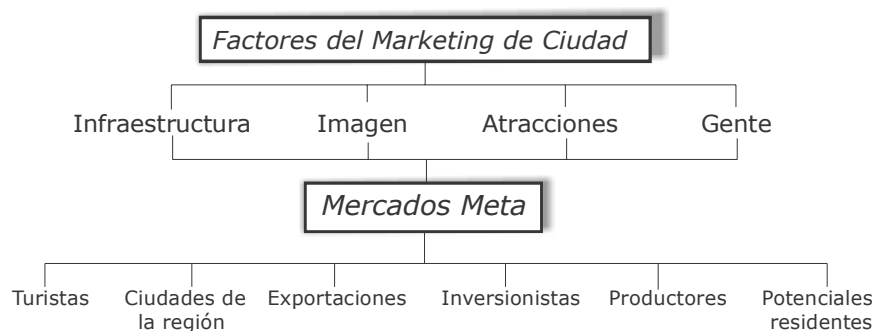 Factores del Marketing de Ciudad
Infraestructura Imagen Atracciones Gente
Mercados Meta
Turistas Ciudades de Exportaciones Inversionistas Productores Potenciales
la región residentes